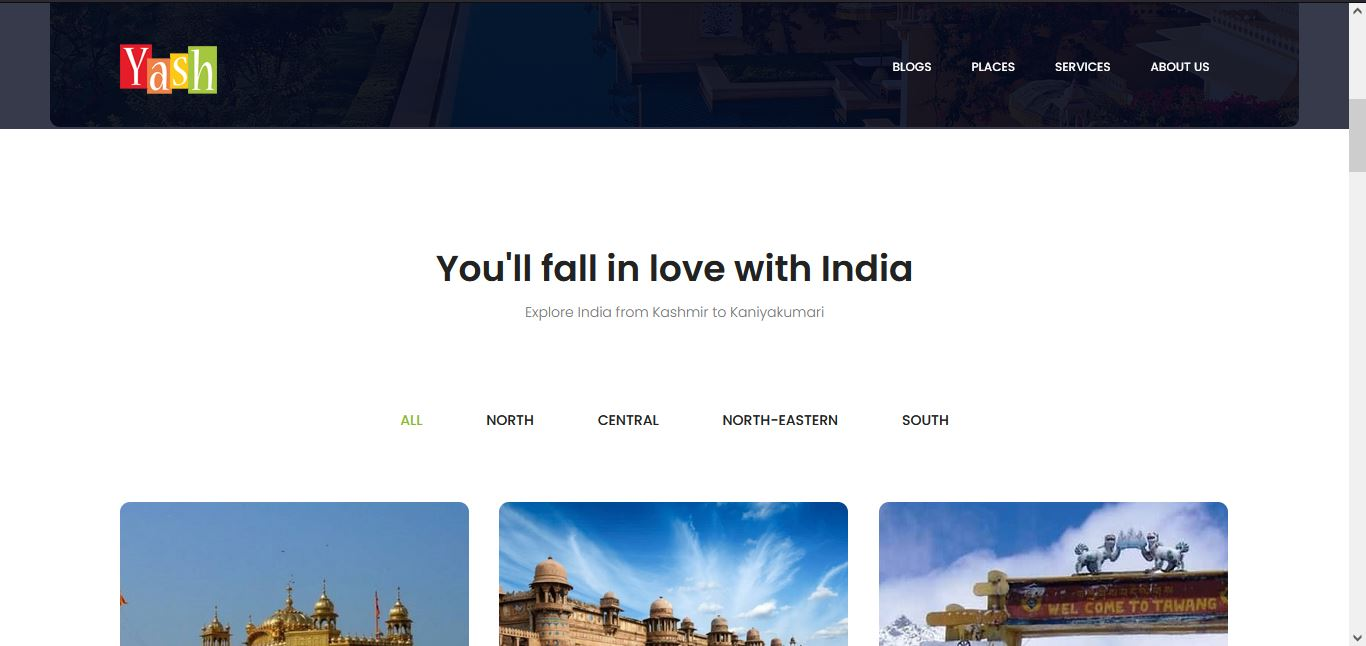 Yash
BLOGS PLACES SERVICES ABOUT US
You'll fall in love with India
Explore India from Kashmir to Kaniyakumari
ALL NORTH CENTRAL NORTH-EASTERN SOUTH
WEL COME TO TAWANG